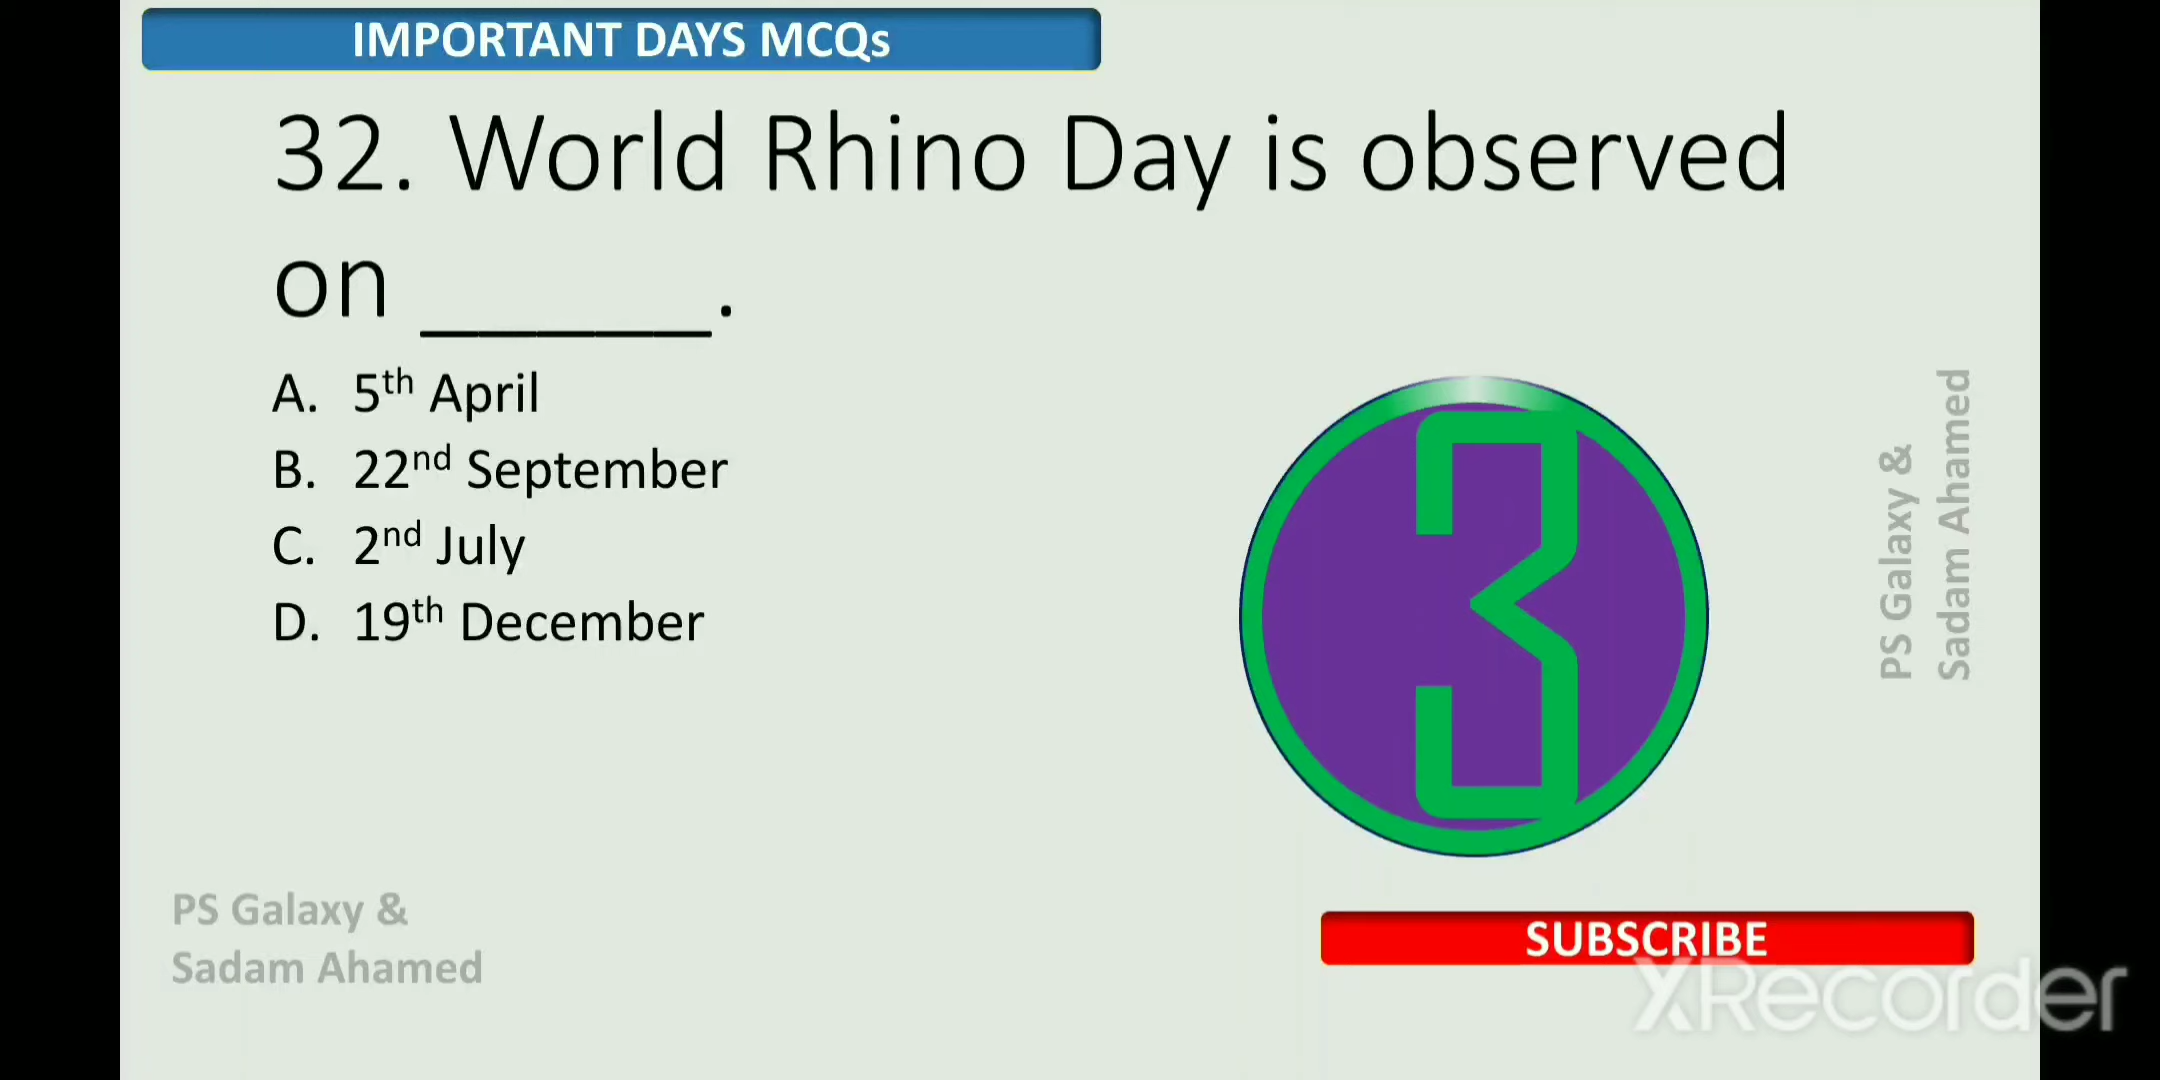 IMPORTANT DAYS MCQs
32. World Rhino Day is observed
on _____.
A. 5th April
B. 22nd September
C. 2nd July
D. 19th December
3
PS Galaxy &
Sadam Ahamed
PS Galaxy &
Sadam Ahamed
SUBSCRIBE
XRecorder